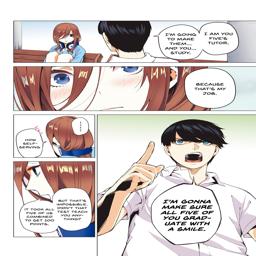 I AM YOU
FIVE'S
TUTOR.
I'M GOING
TO MAKE
THEM...
AND YOU...
STUDY.
BECAUSE
THAT'S MY
JOB.
...
HOW
SELF-
SERVING.
BUT THAT'S
IMPOSSIBLE.
DIDN'T THAT
TEST TEACH
YOU ANY-
THING?
IT TOOK ALL
FIVE OF US
COMBINED
TO GET 100
POINTS.
I'M GONNA
MAKE SURE
ALL FIVE OF
YOU GRAD-
UATE WITH
A SMILE.